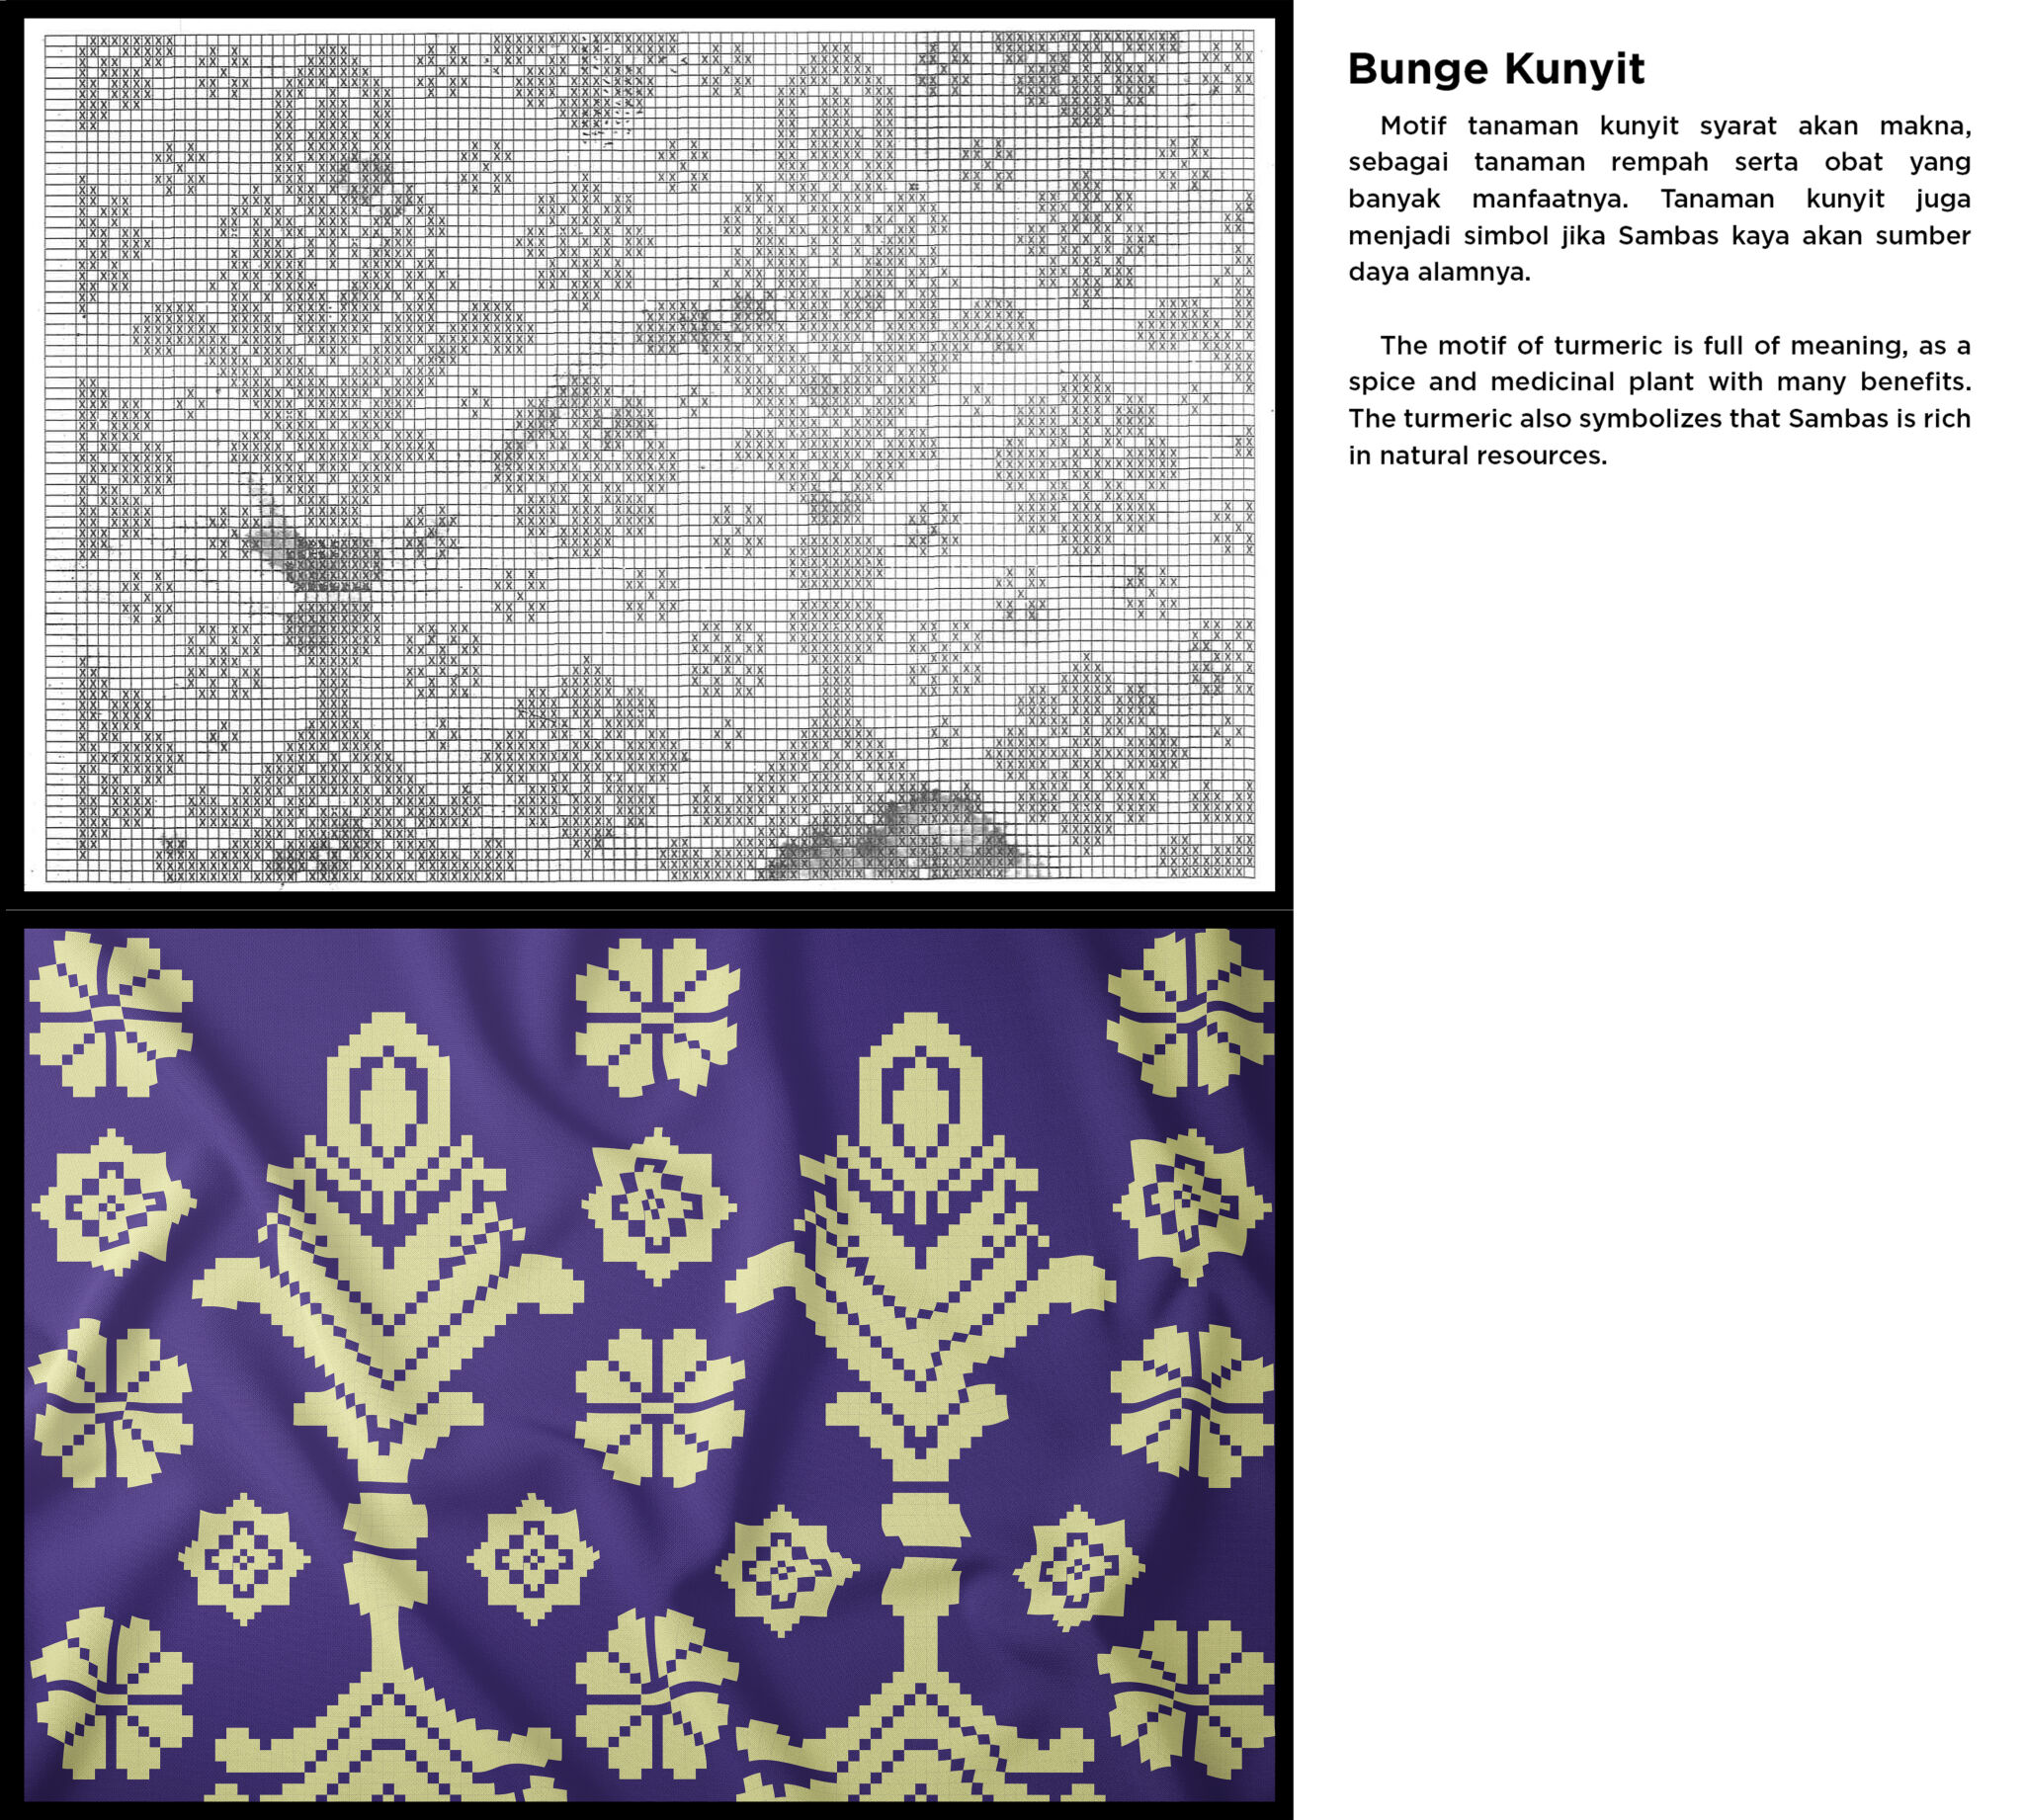 Bunge Kunyit
Motif tanaman kunyit syarat akan makna,
sebagai tanaman rempah serta obat yang
banyak manfaatnya. Tanaman kunyit juga
menjadi simbol jika Sambas kaya akan sumber
daya alamnya.
The motif of turmeric is full of meaning, as a
spice and medicinal plant with many benefits.
The turmeric also symbolizes that Sambas is rich
in natural resources.